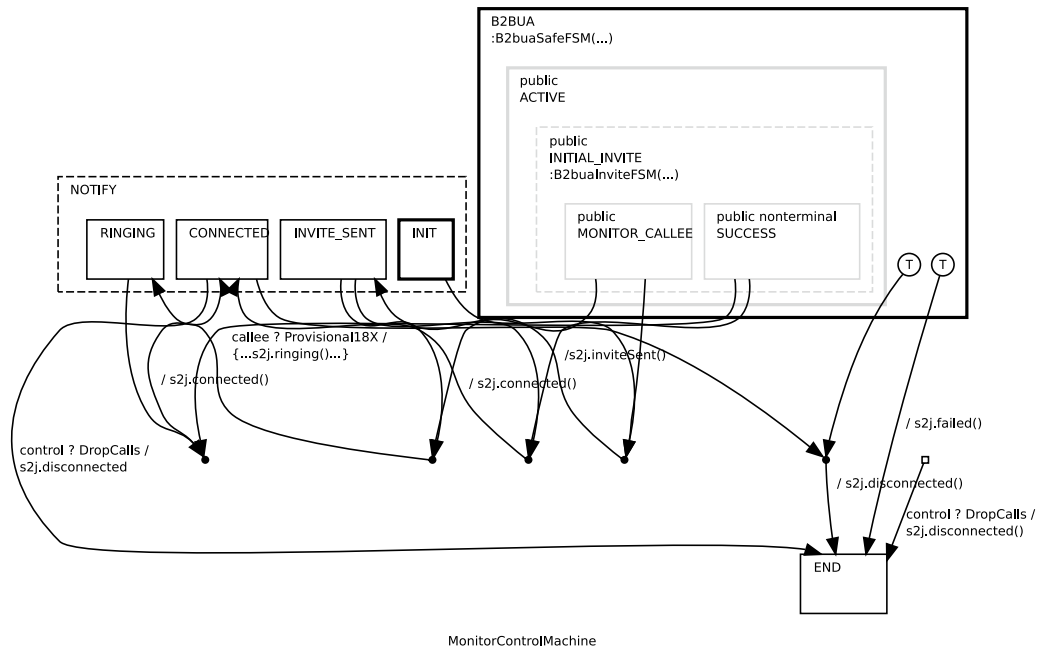 B2BUA
:B2buaSafeFSM(...)
public
ACTIVE
public
INITIAL_INVITE
:B2buaInviteFSM(...)
public
MONITOR_CALLEE
public nonterminal
SUCCESS
NOTIFY
RINGING
CONNECTED
INVITE_SENT
INIT
T
T
callee ? Provisional18X /
{...s2j.ringing()...}
/s2j.inviteSent()
/ s2j.connected()
/ s2j.connected()
/ s2j.failed()
control ? DropCalls /
s2j.disconnected
/ s2j.disconnected()
control ? DropCalls /
s2j.disconnected()
END
MonitorControlMachine